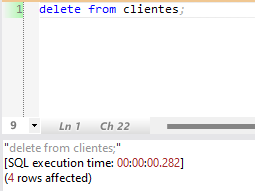 1 delete from clientes;
9 Ln 1 Ch 22
"delete from clientes;"
[SQL execution time: 00:00:00.282]
(4 rows affected)